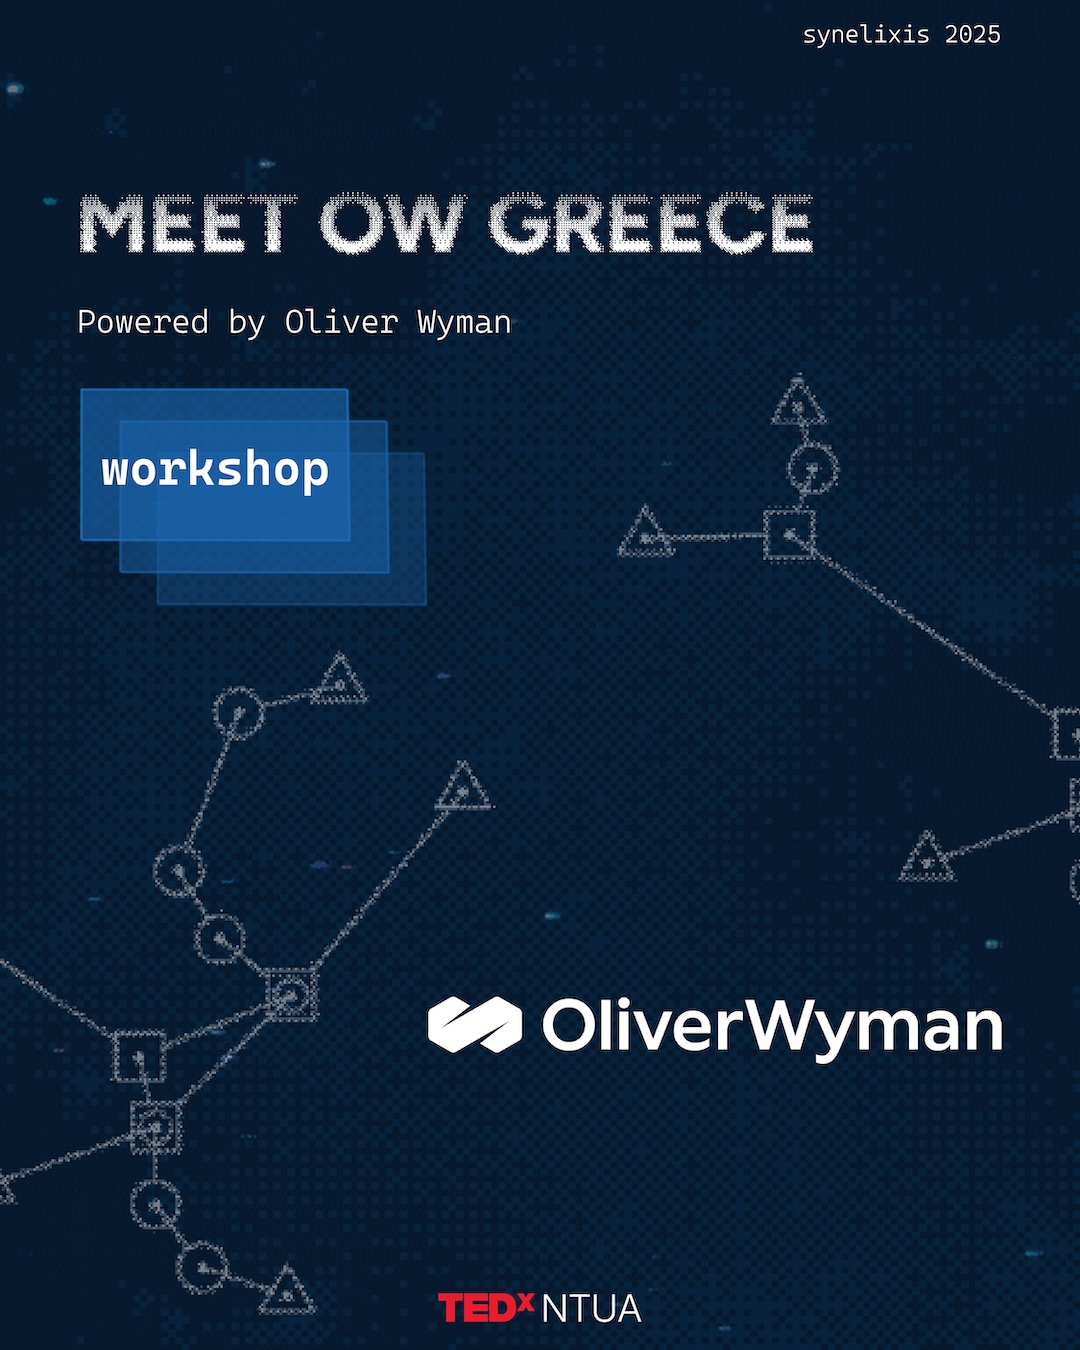 synelixis 2025
MEET OW GREECE
Powered by Oliver Wyman
workshop
OliverWyman
TEDx NTUA